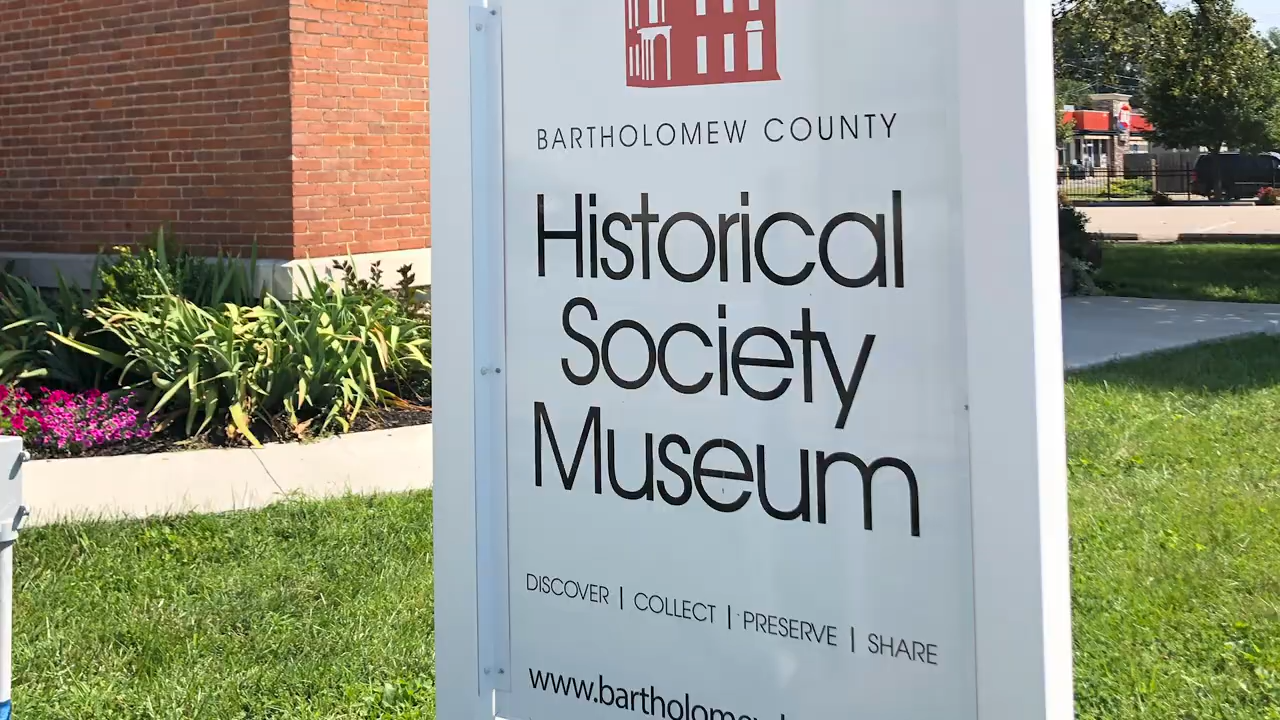 BARTHOLOMEW COUNTY
Historical
Society
Museum
DISCOVER | COLLECT | PRESERVE | SHARE